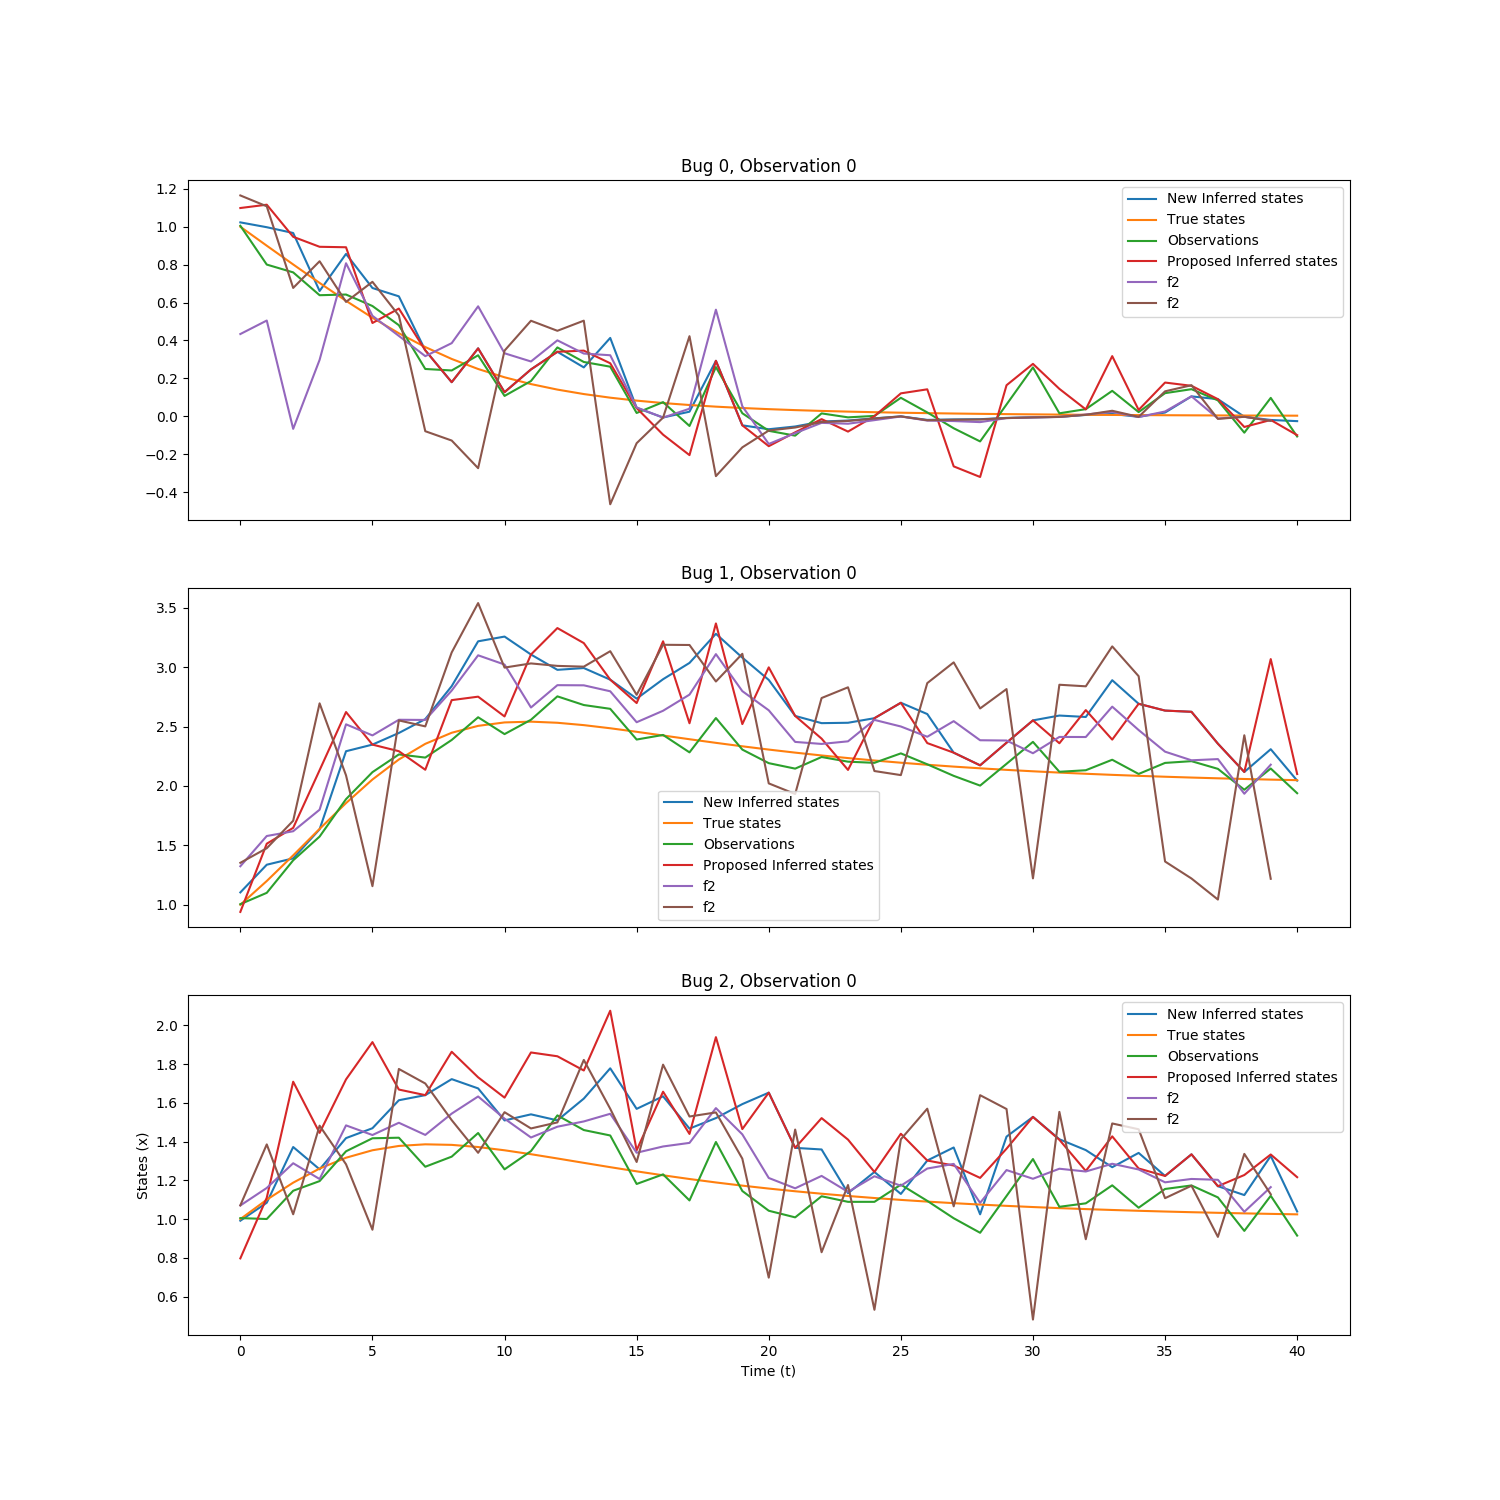 Bug 0, Observation 0
1.2
1.0
0.8
0.6
0.4
0.2
0.0
−0.2
−0.4
New Inferred states
True states
Observations
Proposed Inferred states
f2
f2
Bug 1, Observation 0
3.5
3.0
2.5
2.0
1.5
1.0
New Inferred states
True states
Observations
Proposed Inferred states
f2
f2
Bug 2, Observation 0
States (x)
2.0
1.8
1.6
1.4
1.2
1.0
0.8
0.6
New Inferred states
True states
Observations
Proposed Inferred states
f2
f2
0 5 10 15 20 25 30 35 40
Time (t)